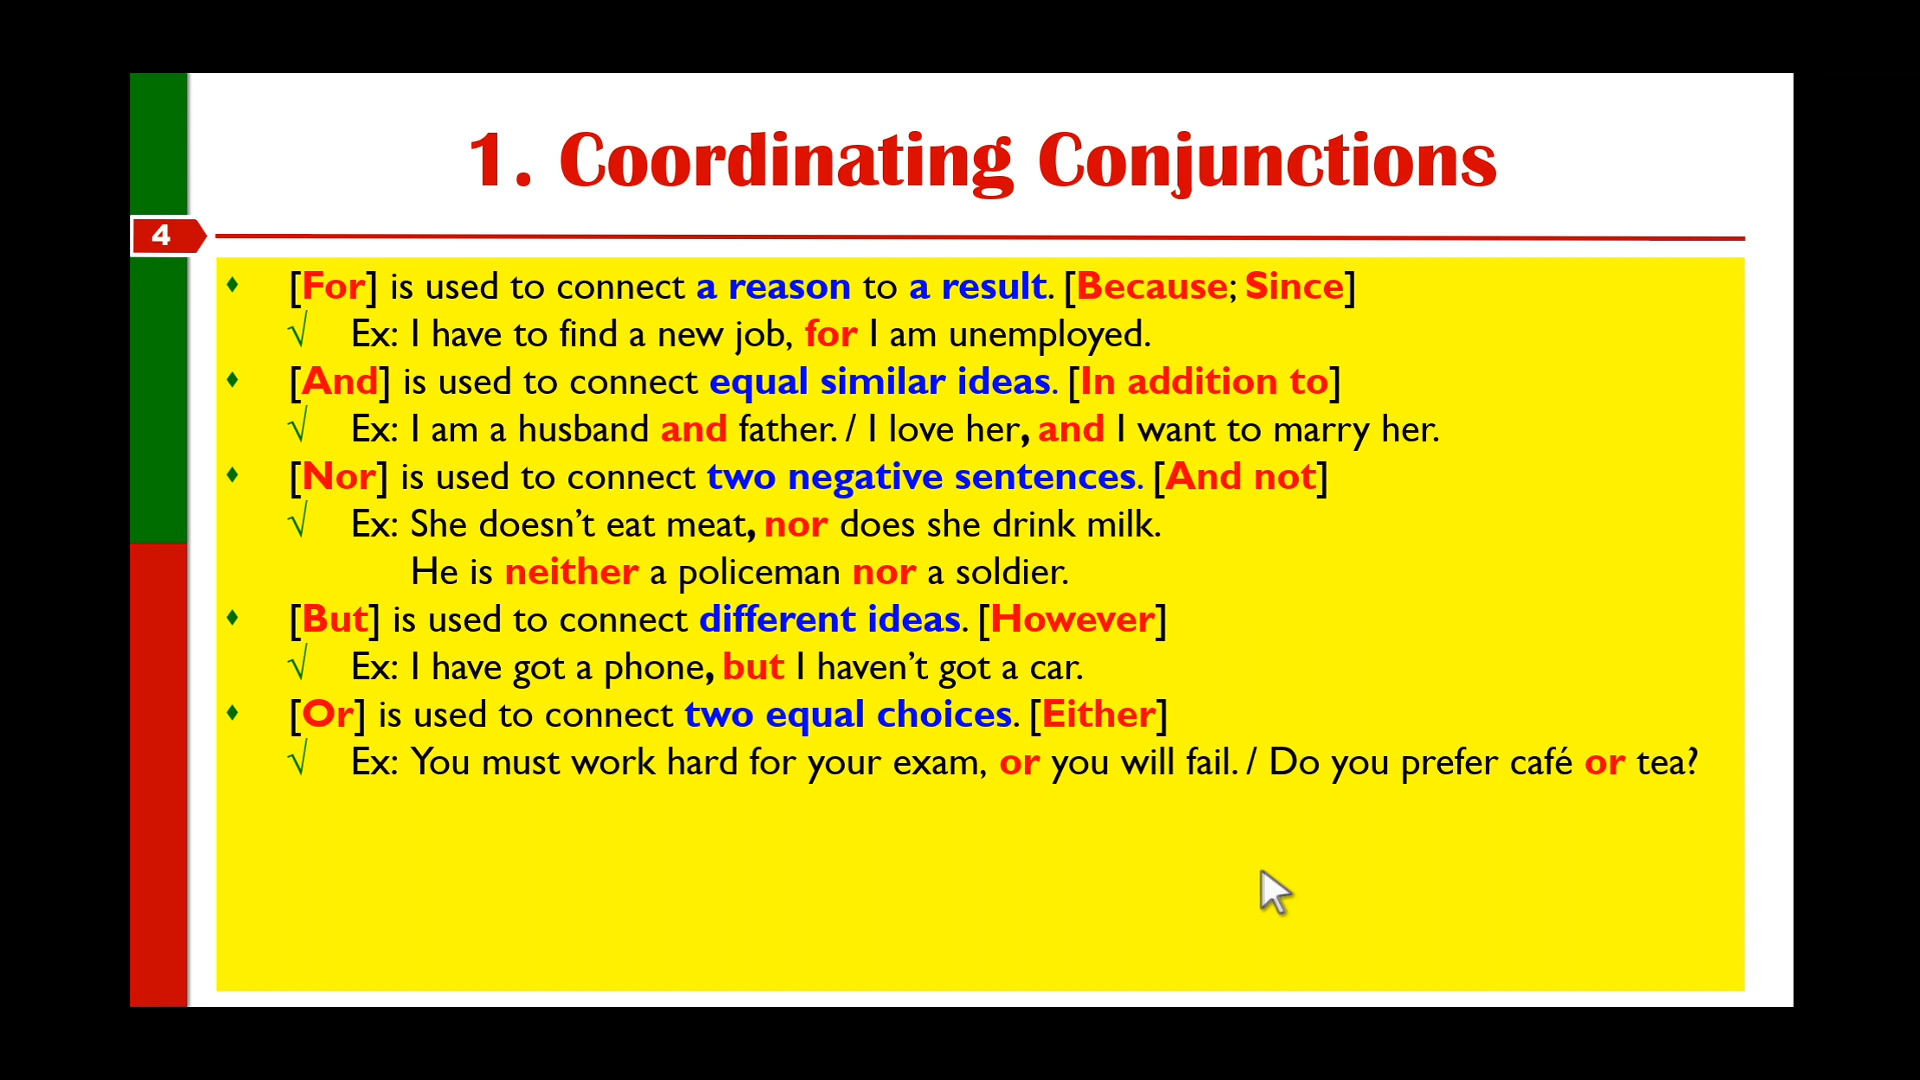 1. Coordinating Conjunctions
4
[For] is used to connect a reason to a result. [Because; Since]
√ Ex: I have to find a new job, for I am unemployed.
[And] is used to connect equal similar ideas. [In addition to]
√ Ex: I am a husband and father. / I love her, and I want to marry her.
[Nor] is used to connect two negative sentences. [And not]
√ Ex: She doesn’t eat meat, nor does she drink milk.
He is neither a policeman nor a soldier.
[But] is used to connect different ideas. [However]
√ Ex: I have got a phone, but I haven’t got a car.
[Or] is used to connect two equal choices. [Either]
√ Ex: You must work hard for your exam, or you will fail. / Do you prefer café or tea?